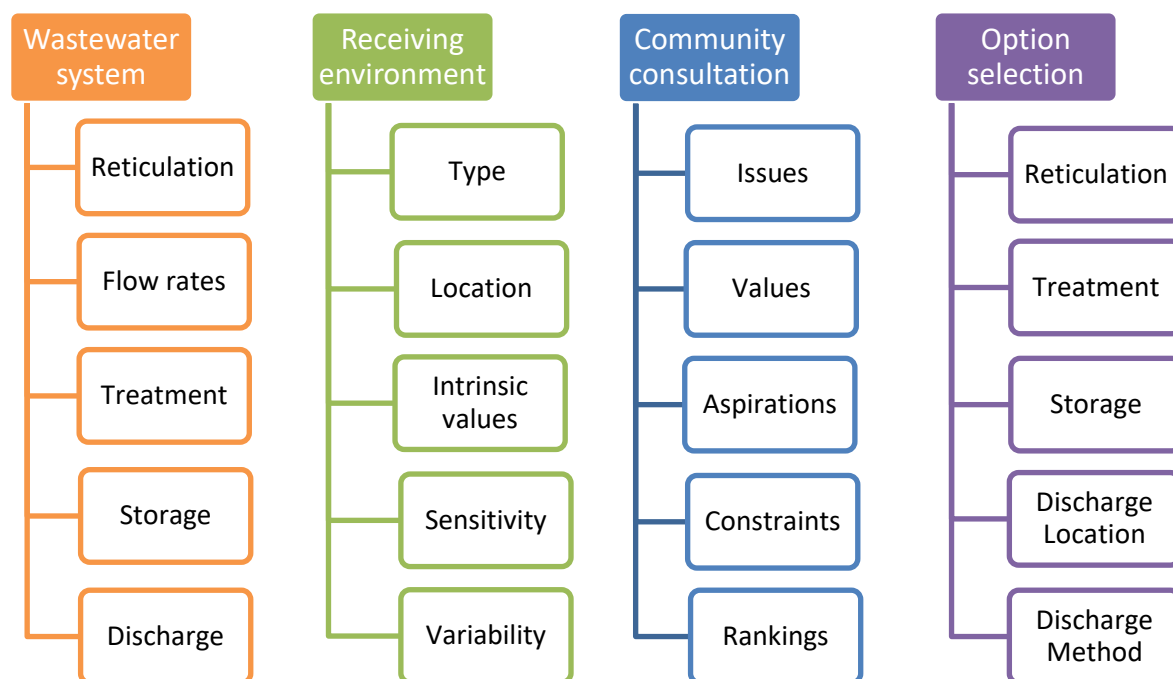 Wastewater
system
Reticulation
Flow rates
Treatment
Storage
Discharge
Receiving
environment
Type
Location
Intrinsic
values
Sensitivity
Variability
Community
consultation
Issues
Values
Aspirations
Constraints
Rankings
Option
selection
Reticulation
Treatment
Storage
Discharge
Location
Discharge
Method